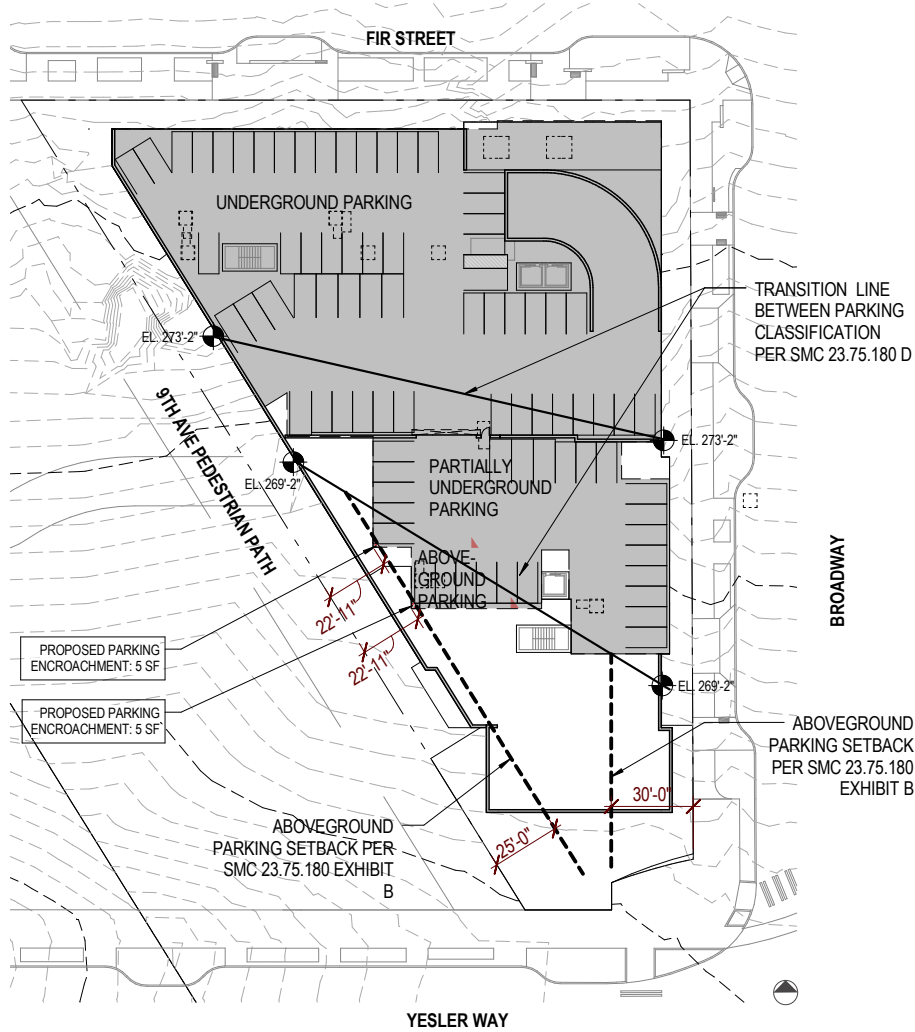 FIR STREET
UNDERGROUND PARKING
TRANSITION LINE
BETWEEN PARKING
CLASSIFICATION
PER SMC 23.75.180 D
EL. 273'-2"
9TH AVE PEDESTRIAN PATH
EL. 273'-2"
EL. 269'-2"
PARTIALLY
UNDERGROUND
PARKING
ABOVE-
GROUND
PARKING
BROADWAY
22'-11"
22'-11"
PROPOSED PARKING
ENCROACHMENT: 5 SF
PROPOSED PARKING
ENCROACHMENT: 5 SF
EL. 269'-2"
ABOVEGROUND
PARKING SETBACK
PER SMC 23.75.180
EXHIBIT B
30'-0"
ABOVEGROUND
PARKING SETBACK PER
SMC 23.75.180 EXHIBIT
B
25'-0"
YESLER WAY